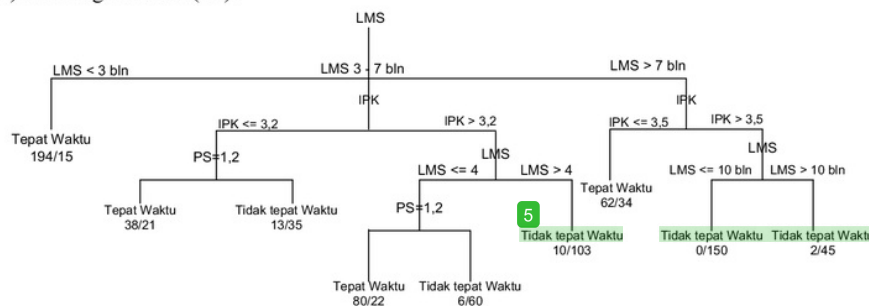 LMS
LMS < 3 bln
LMS 3 - 7 bln
LMS > 7 bln
IPK
IPK
IPK <= 3,2
IPK > 3,2
IPK <= 3,5
IPK > 3,5
Tepat Waktu
194/15
PS=1,2
LMS
LMS
LMS <= 4
LMS > 4
LMS <= 10 bln
LMS > 10 bln
Tepat Waktu
62/34
Tepat Waktu
38/21
Tidak tepat Waktu
13/35
PS=1,2
5
Tidak tepat Waktu
10/103
Tidak tepat Waktu
0/150
Tidak tepat Waktu
2/45
Tepat Waktu
80/22
Tidak tepat Waktu
6/60